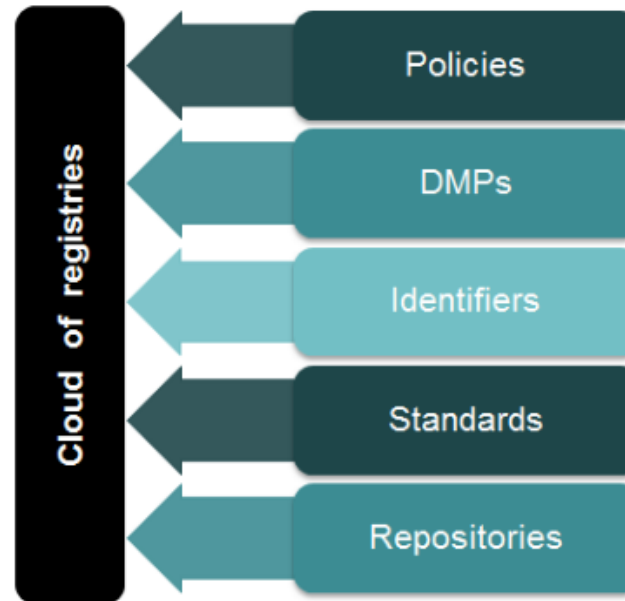 Cloud of registries
Policies
DMPs
Identifiers
Standards
Repositories